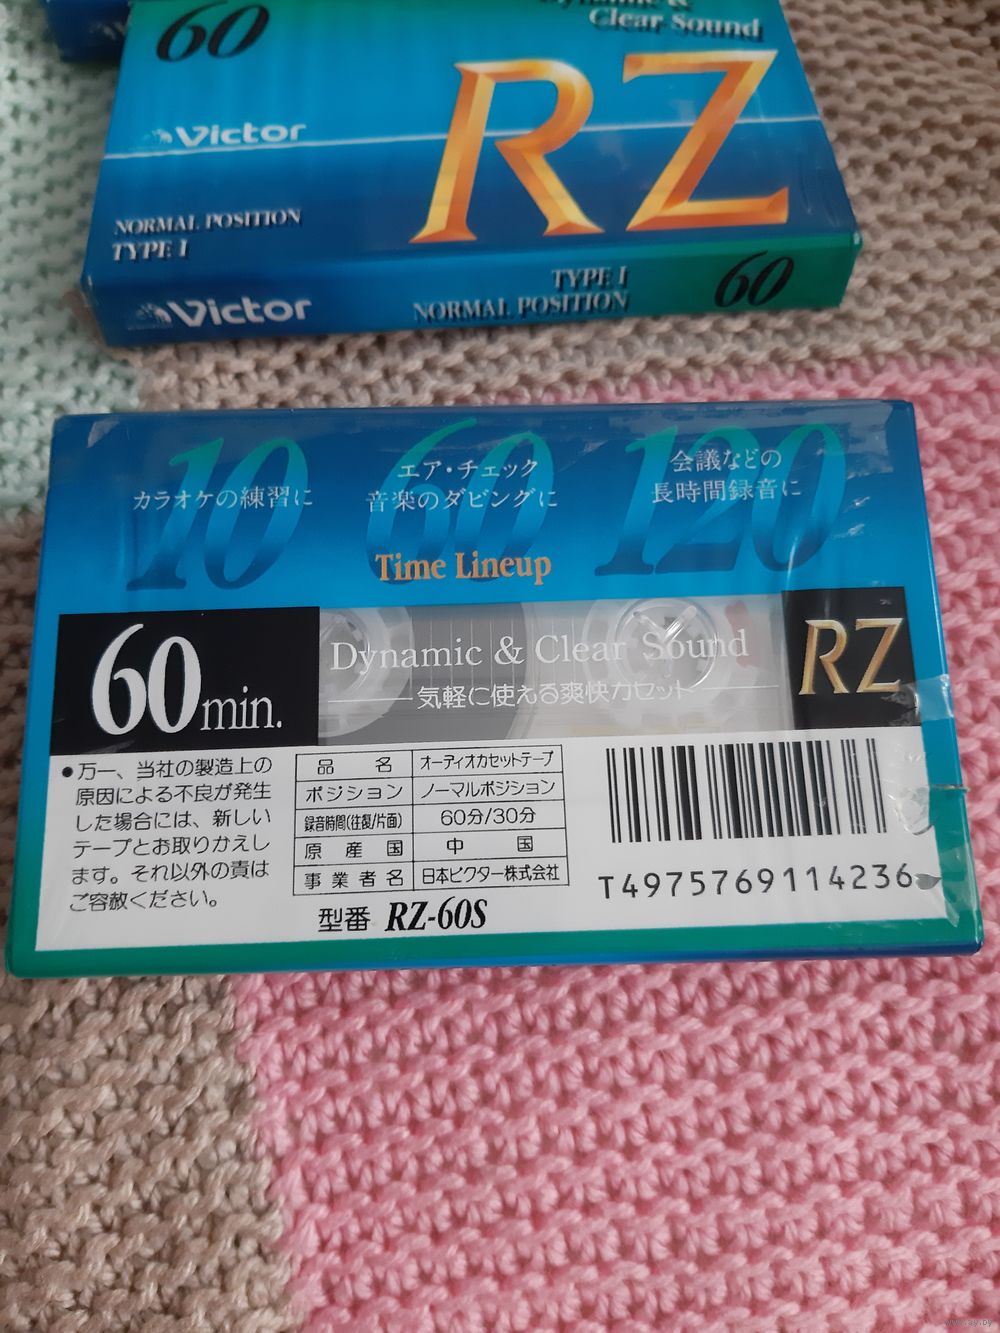 60
Clear Sound
RZ
Victor
NORMAL POSITION
TYPE I
Victor
TYPE I
NORMAL POSITION
60
10 60 120
カラオケの練習に
エア・チェック
音楽のダビングに
会議などの
長時間録音に
Time Lineup
60min.
Dynamic & Clear Sound
気軽に使える爽快カセット
RZ
●万一、当社の製造上の
原因による不良が発生
した場合には、新しい
テープとお取りかえし
ます。それ以外の責は
ご容赦ください。
品 名 オーディオカセットテープ
ポジション ノーマルポジション
録音時間(往復/片面) 60分/30分
原産国 中国
事業者名 日本ビクター株式会社
型番 RZ-60S
T4975769114236